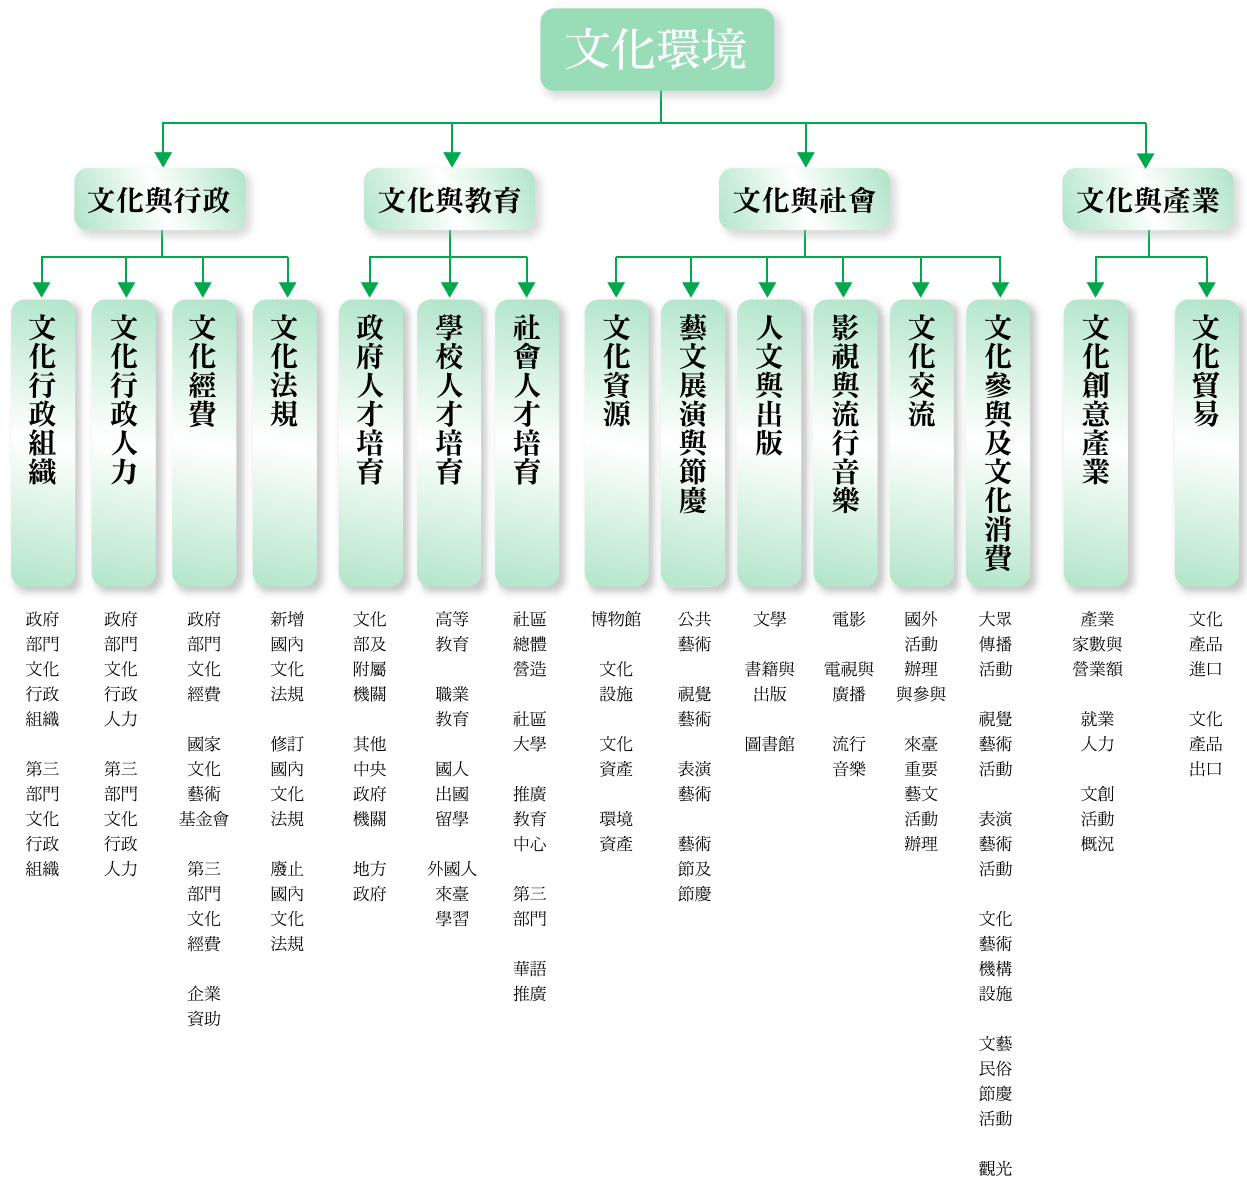 文化環境
文化與行政
文化與教育
文化與社會
文化與產業
文化行政組織
文化行政人力
文化經費
文化法規
政府人才培育
學校人才培育
社會人才培育
文化資源
藝文展演與節慶
人文與出版
影視與流行音樂
文化交流
文化參與及文化消費
文化創意產業
文化貿易
政府
部門
文化
行政
組織
第三
部門
文化
行政
組織
政府
部門
文化
行政
人力
第三
部門
文化
行政
人力
政府
部門
文化
經費
國家
文化
藝術
基金會
第三
部門
文化
經費
企業
資助
新增
國內
文化
法規
修訂
國內
文化
法規
廢止
國內
文化
法規
文化
部及
附屬
機關
其他
中央
政府
機關
地方
政府
高等
教育
職業
教育
國人
出國
留學
外國人
來臺
學習
社區
總體
營造
社區
大學
推廣
教育
中心
第三
部門
華語
推廣
博物館
文化
設施
文化
資產
環境
資產
公共
藝術
視覺
藝術
表演
藝術
藝術
節及
節慶
文學
書籍與
出版
圖書館
電影
電視與
廣播
流行
音樂
國外
活動
辦理
與參與
來臺
重要
藝文
活動
辦理
大眾
傳播
活動
視覺
藝術
活動
表演
藝術
活動
文化
藝術
機構
設施
文藝
民俗
節慶
活動
觀光
產業
家數與
營業額
就業
人力
文創
活動
概況
文化
產品
進口
文化
產品
出口